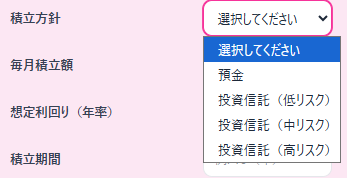 積立方針
選択してください
選択してください
毎月積立額
預金
投資信託（低リスク）
想定利回り（年率）
投資信託（中リスク）
投資信託（高リスク）
積立期間